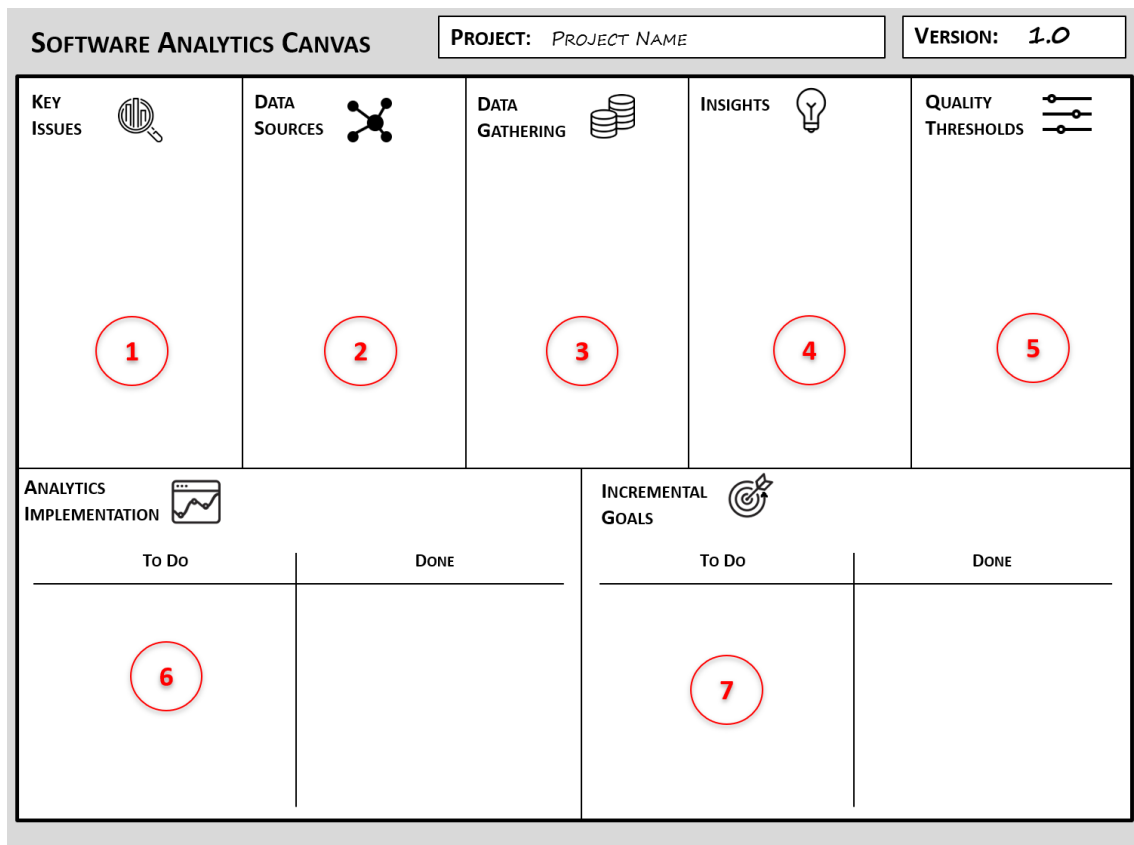 Software Analytics Canvas
Project: Project Name
Version: 1.0
Key
Issues
Data
Sources
Data
Gathering
Insights
Quality
Thresholds
1
2
3
4
5
Analytics
Implementation
To Do
Done
6
Incremental
Goals
To Do
Done
7